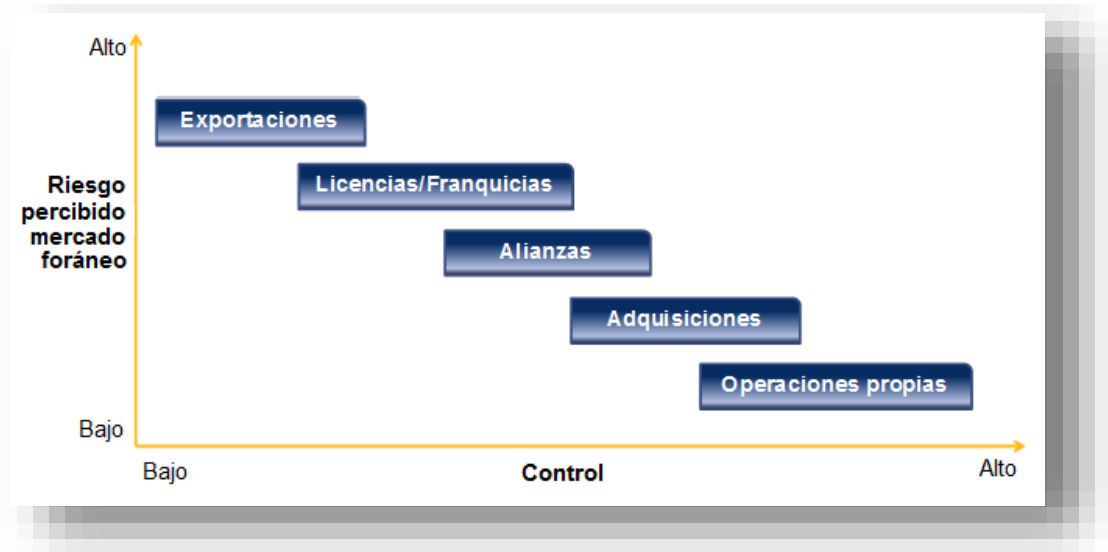 Alto
Exportaciones
Licencias/Franquicias
Riesgo
percibido
mercado
foráneo
Alianzas
Adquisiciones
Operaciones propias
Bajo
Bajo
Control
Alto